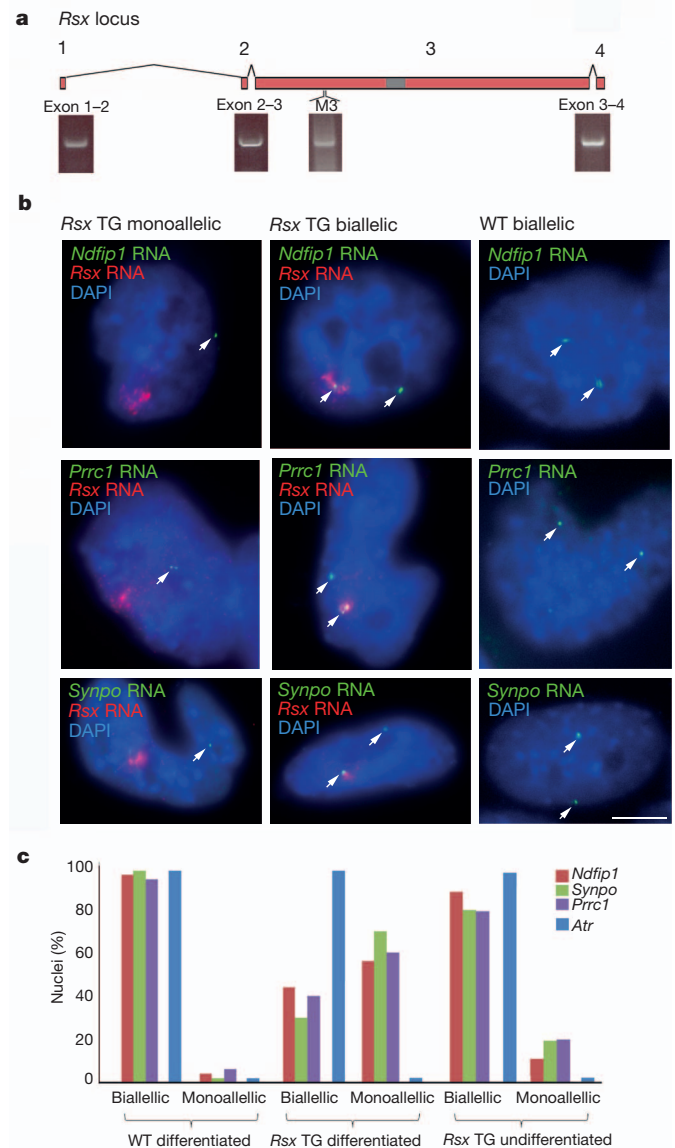 a Rsx locus
1 2 3 4
Exon 1–2 Exon 2–3 M3 Exon 3–4
b
Rsx TG monoallelic Rsx TG biallelic WT biallelic
Ndfip1 RNA Ndfip1 RNA Ndfip1 RNA
Rsx RNA Rsx RNA DAPI
DAPI DAPI
Prrc1 RNA Prrc1 RNA Prrc1 RNA
Rsx RNA Rsx RNA DAPI
DAPI DAPI
Synpo RNA Synpo RNA Synpo RNA
Rsx RNA Rsx RNA DAPI
DAPI DAPI
c
100
80
60
40
20
0
Nuclei (%)
Ndfip1
Synpo
Prrc1
Atr
Biallellic Monoallelic Biallellic Monoallelic Biallellic Monoallelic
WT differentiated Rsx TG differentiated Rsx TG undifferentiated